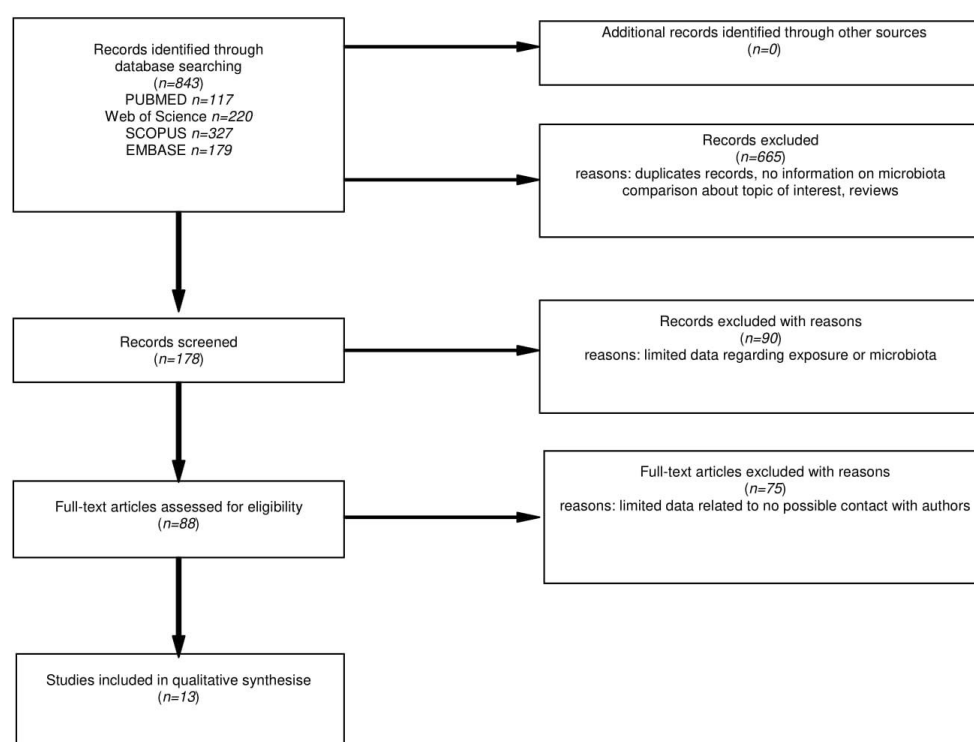 Records identified through
database searching
(n=843)
PUBMED n=117
Web of Science n=220
SCOPUS n=327
EMBASE n=179
Additional records identified through other sources
(n=0)
Records excluded
(n=665)
reasons: duplicates records, no information on microbiota
comparison about topic of interest, reviews
Records screened
(n=178)
Records excluded with reasons
(n=90)
reasons: limited data regarding exposure or microbiota
Full-text articles assessed for eligibility
(n=88)
Full-text articles excluded with reasons
(n=75)
reasons: limited data related to no possible contact with authors
Studies included in qualitative synthesise
(n=13)